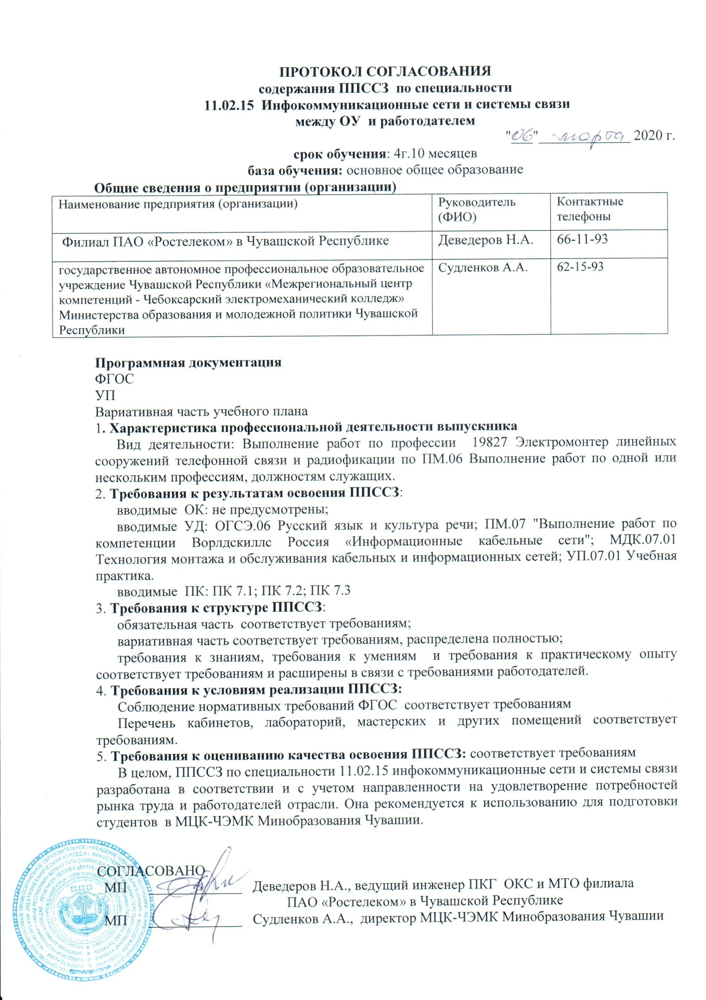 ПРОТОКОЛ СОГЛАСОВАНИЯ
содержания ППССЗ по специальности
11.02.15 Инфокоммуникационные сети и системы связи
между ОУ и работодателем
"06" марта 2020 г.
срок обучения: 4г.10 месяцев
база обучения: основное общее образование
Общие сведения о предприятии (организации)
Наименование предприятия (организации) Руководитель (ФИО) Контактные телефоны
Филиал ПАО «Ростелеком» в Чувашской Республике Деведеров Н.А. 66-11-93
государственное автономное профессиональное образовательное Судленков А.А. 62-15-93
учреждение Чувашской Республики «Межрегиональный центр
компетенций - Чебоксарский электромеханический колледж»
Министерства образования и молодежной политики Чувашской
Республики
Программная документация
ФГОС
УП
Вариативная часть учебного плана
1. Характеристика профессиональной деятельности выпускника
Вид деятельности: Выполнение работ по профессии 19827 Электромонтер линейных
сооружений телефонной связи и радиофикации по ПМ.06 Выполнение работ по одной или
нескольким профессиям, должностям служащих.
2. Требования к результатам освоения ППССЗ:
вводимые ОК: не предусмотрены;
вводимые УД: ОГСЭ.06 Русский язык и культура речи; ПМ.07 "Выполнение работ по
компетенции Ворлдскиллс Россия «Информационные кабельные сети"; МДК.07.01
Технология монтажа и обслуживания кабельных и информационных сетей; УП.07.01 Учебная
практика.
вводимые ПК: ПК 7.1; ПК 7.2; ПК 7.3
3. Требования к структуре ППССЗ:
обязательная часть соответствует требованиям;
вариативная часть соответствует требованиям, распределена полностью;
требования к знаниям, требования к умениям и требования к практическому опыту
соответствует требованиям и расширены в связи с требованиями работодателей.
4. Требования к условиям реализации ППССЗ:
Соблюдение нормативных требований ФГОС соответствует требованиям
Перечень кабинетов, лабораторий, мастерских и других помещений соответствует
требованиям.
5. Требования к оцениванию качества освоения ППССЗ: соответствует требованиям
В целом, ППССЗ по специальности 11.02.15 инфокоммуникационные сети и системы связи
разработана в соответствии и с учетом направленности на удовлетворение потребностей
рынка труда и работодателей отрасли. Она рекомендуется к использованию для подготовки
студентов в МЦК-ЧЭМК Минобразования Чувашии.
СОГЛАСОВАНО
МП Деведеров Н.А., ведущий инженер ПКГ ОКС и МТО филиала
ПАО «Ростелеком» в Чувашской Республике
МП Судленков А.А., директор МЦК-ЧЭМК Минобразования Чувашии